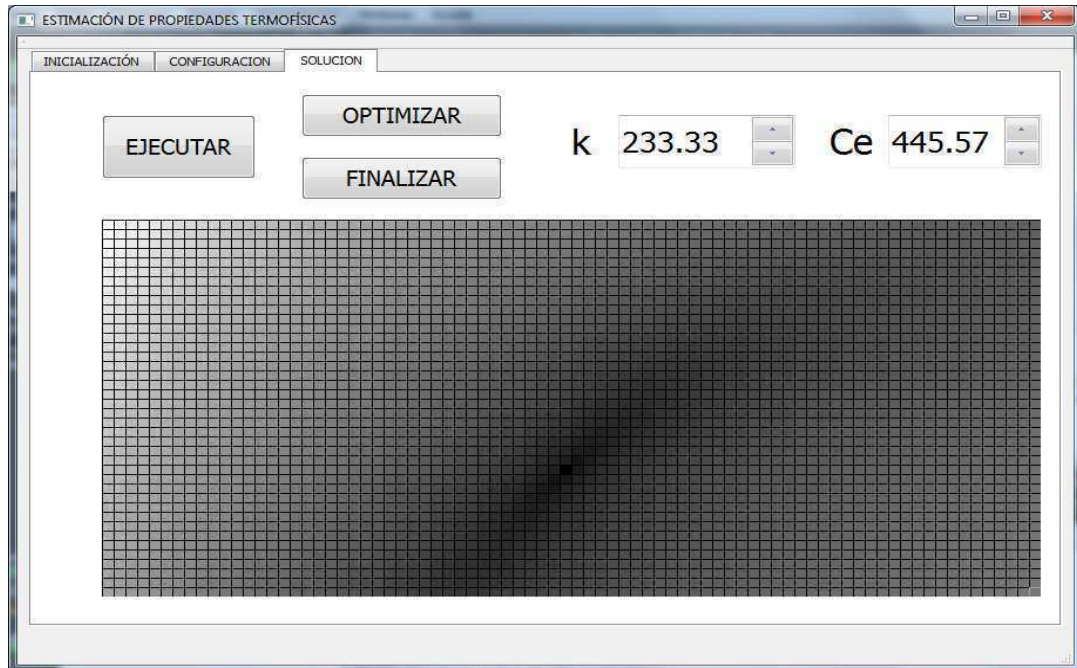 ESTIMACIÓN DE PROPIEDADES TERMOFÍSICAS
INICIALIZACIÓN CONFIGURACION SOLUCION
EJECUTAR
OPTIMIZAR
FINALIZAR
k 233.33 Ce 445.57